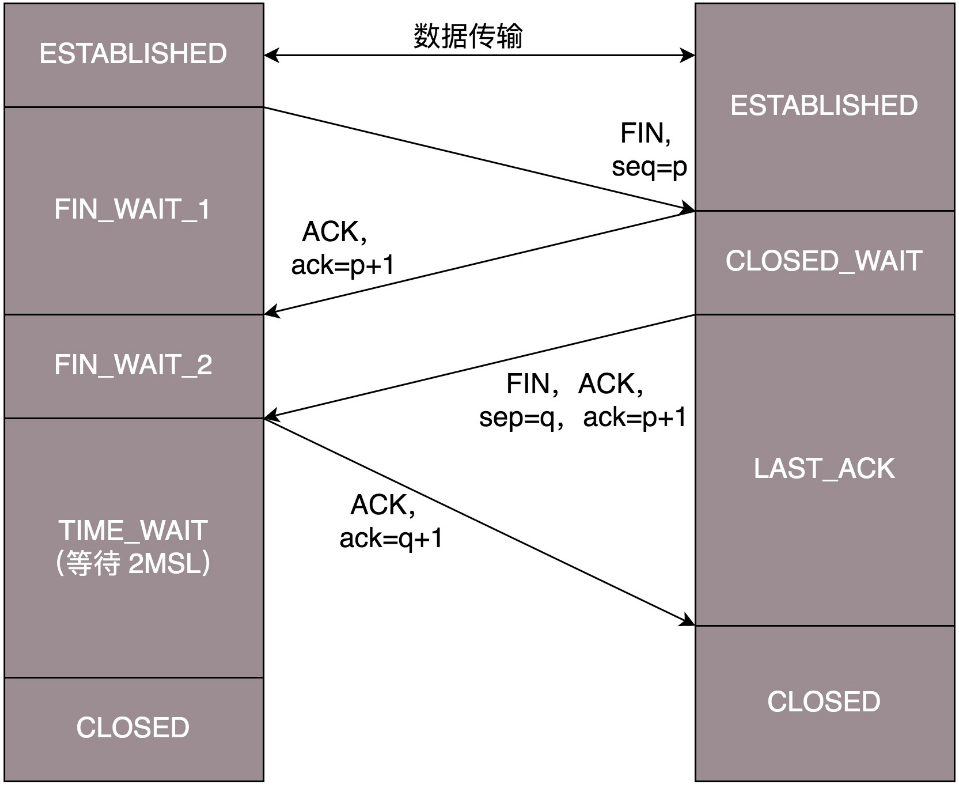 数据传输
ESTABLISHED
ESTABLISHED
FIN,
seq=p
FIN_WAIT_1
ACK,
ack=p+1
CLOSED_WAIT
FIN_WAIT_2
FIN，ACK,
sep=q，ack=p+1
LAST_ACK
ACK,
ack=q+1
TIME_WAIT
（等待 2MSL）
CLOSED
CLOSED